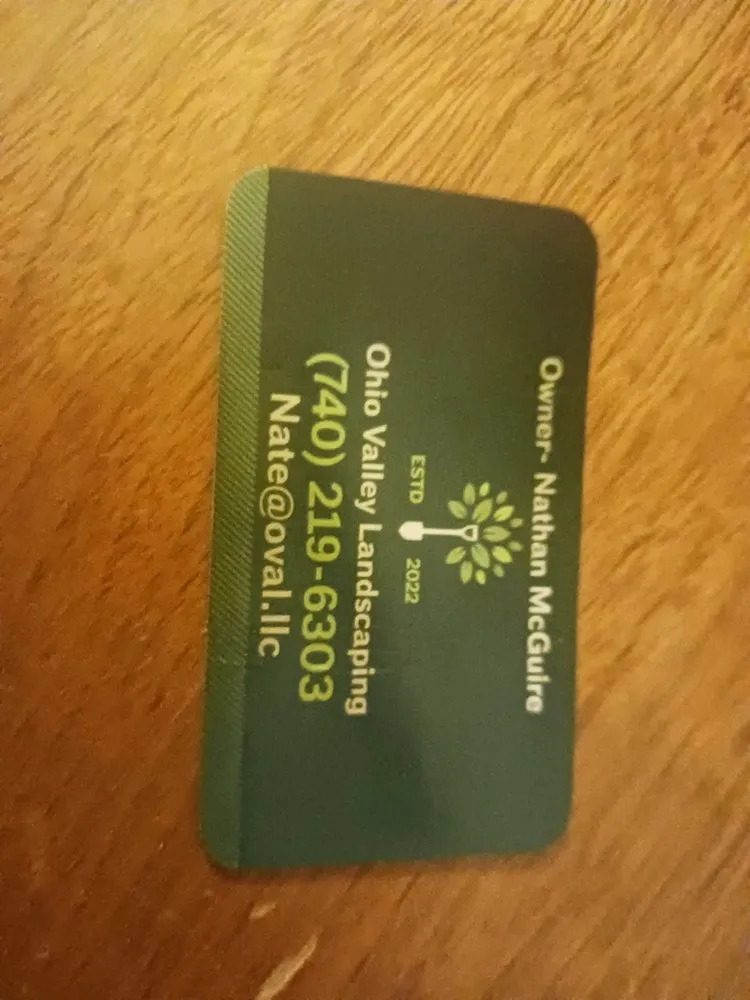 Owner- Nathan McGuire
ESTD 2022
Ohio Valley Landscaping
(740) 219-6303
Nate@oval.llc